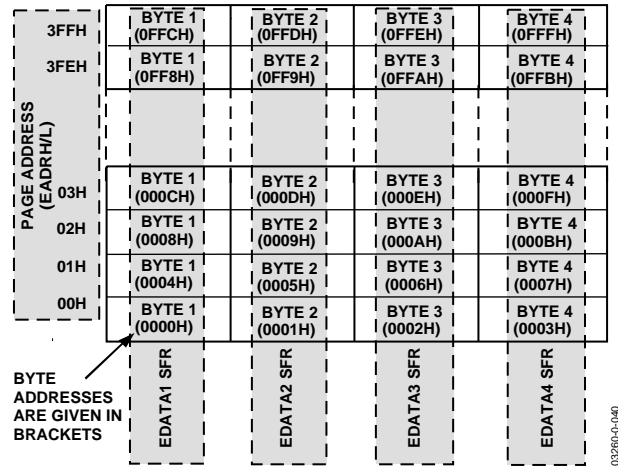 3FFH BYTE 1 BYTE 2 BYTE 3 BYTE 4
(0FFCH) (0FFDH) (0FFEH) (0FFFH)
3FEH BYTE 1 BYTE 2 BYTE 3 BYTE 4
(0FF8H) (0FF9H) (0FFAH) (0FFBH)
PAGE ADDRESS
(EADRH/L)
03H BYTE 1 BYTE 2 BYTE 3 BYTE 4
(000CH) (000DH) (000EH) (000FH)
02H BYTE 1 BYTE 2 BYTE 3 BYTE 4
(0008H) (0009H) (000AH) (000BH)
01H BYTE 1 BYTE 2 BYTE 3 BYTE 4
(0004H) (0005H) (0006H) (0007H)
00H BYTE 1 BYTE 2 BYTE 3 BYTE 4
(0000H) (0001H) (0002H) (0003H)
BYTE
ADDRESSES
ARE GIVEN IN
BRACKETS
EDATA1 SFR
EDATA2 SFR
EDATA3 SFR
EDATA4 SFR
03260-0-040